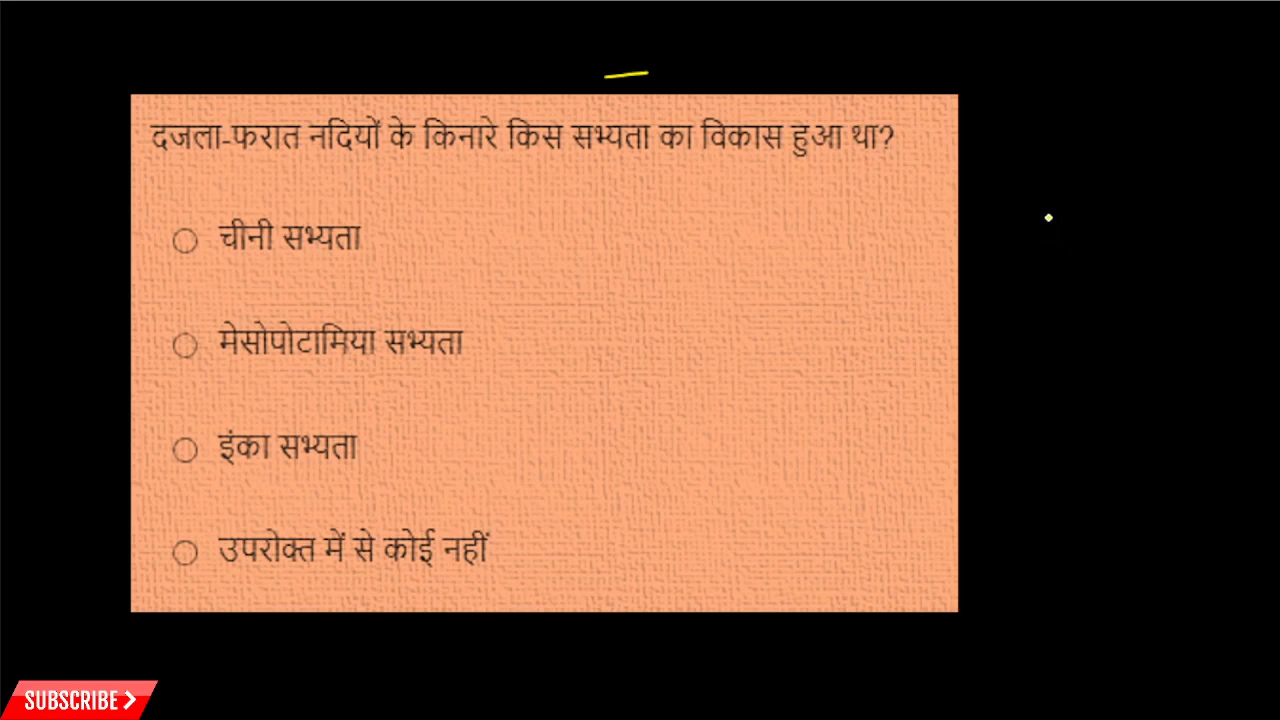 दजला-फरात नदियों के किनारे किस सभ्यता का विकास हुआ था?
चीनी सभ्यता
मेसोपोटामिया सभ्यता
इंका सभ्यता
उपरोक्त में से कोई नहीं
SUBSCRIBE